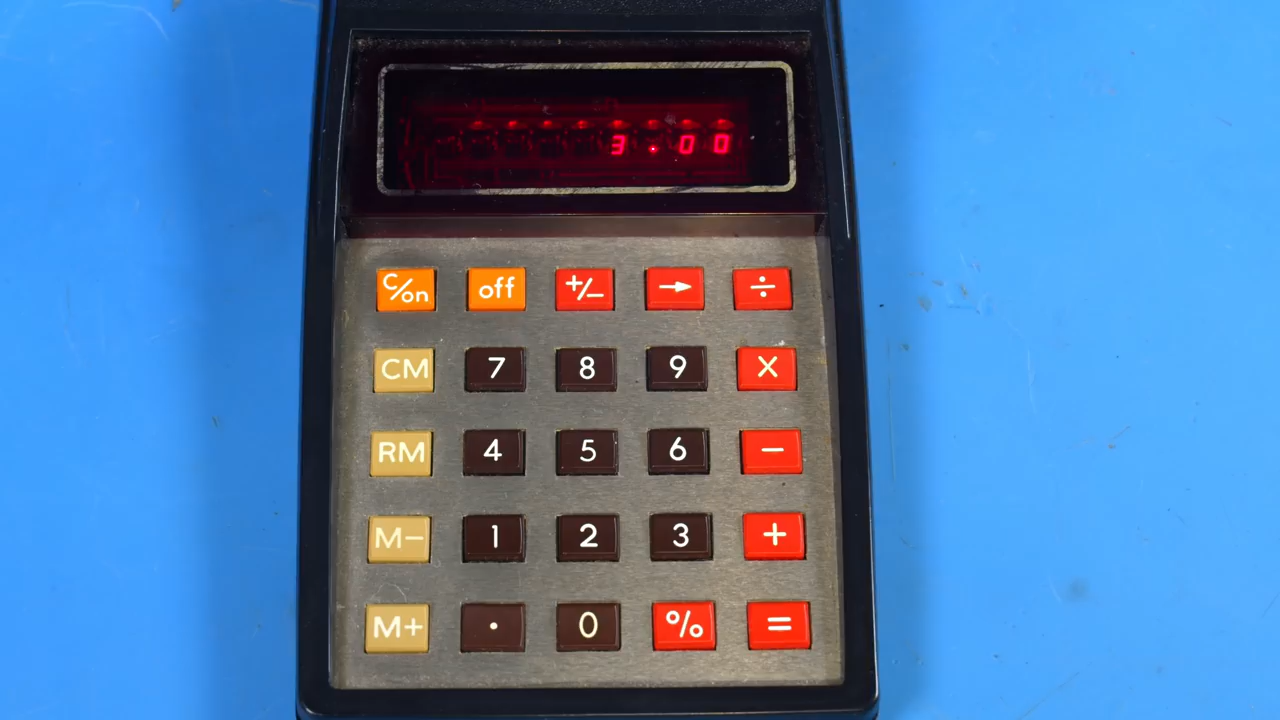 3.00
C/on off +/− → ÷
CM 7 8 9 X
RM 4 5 6 −
M− 1 2 3 +
M+ . 0 % =